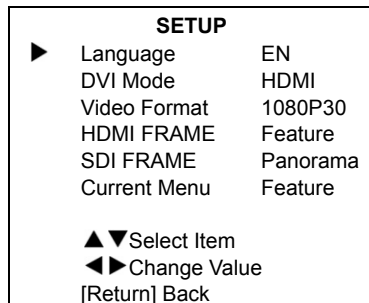 SETUP
▶ Language EN
DVI Mode HDMI
Video Format 1080P30
HDMI FRAME Feature
SDI FRAME Panorama
Current Menu Feature
▲▼Select Item
◀▶Change Value
[Return] Back